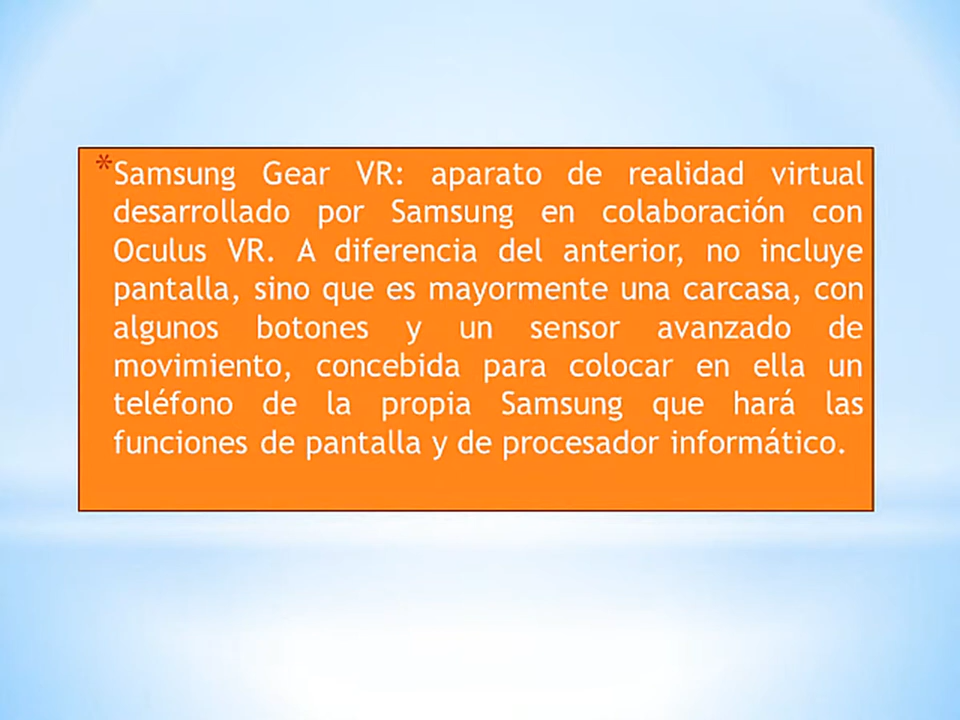 *Samsung Gear VR: aparato de realidad virtual
desarrollado por Samsung en colaboración con
Oculus VR. A diferencia del anterior, no incluye
pantalla, sino que es mayormente una carcasa, con
algunos botones y un sensor avanzado de
movimiento, concebida para colocar en ella un
teléfono de la propia Samsung que hará las
funciones de pantalla y de procesador informático.